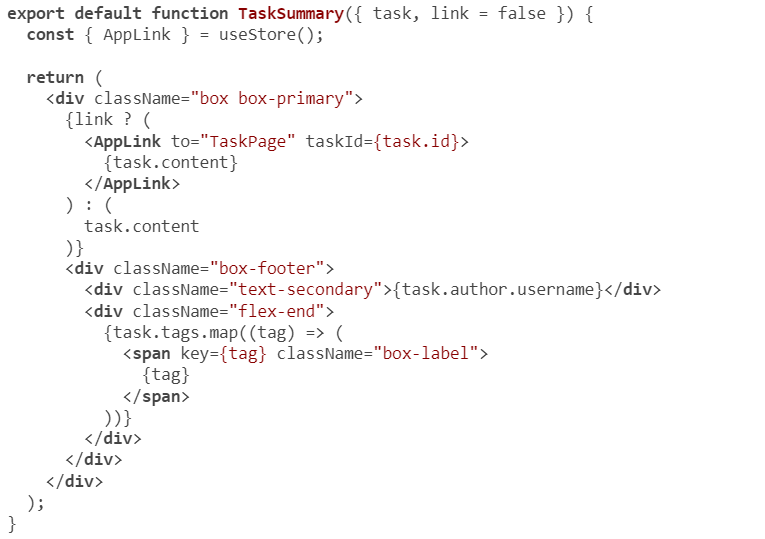 export default function TaskSummary({ task, link = false }) {
  const { AppLink } = useStore();

  return (
    <div className="box box-primary">
      {link ? (
        <AppLink to="TaskPage" taskId={task.id}>
          {task.content}
        </AppLink>
      ) : (
        task.content
      )}
      <div className="box-footer">
        <div className="text-secondary">{task.author.username}</div>
        <div className="flex-end">
          {task.tags.map((tag) => (
            <span key={tag} className="box-label">
              {tag}
            </span>
          ))}
        </div>
      </div>
    </div>
  );
}